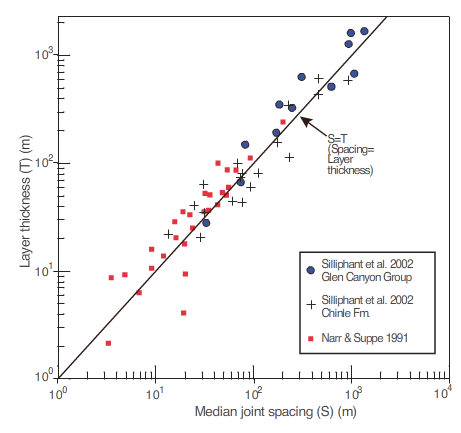 Layer thickness (T) (m)
10³
10²
10¹
10⁰
S=T
(Spacing=
Layer
thickness)
Silliphant et al. 2002
Glen Canyon Group
Silliphant et al. 2002
Chinle Fm.
Narr & Suppe 1991
10⁰ 10¹ 10² 10³ 10⁴
Median joint spacing (S) (m)